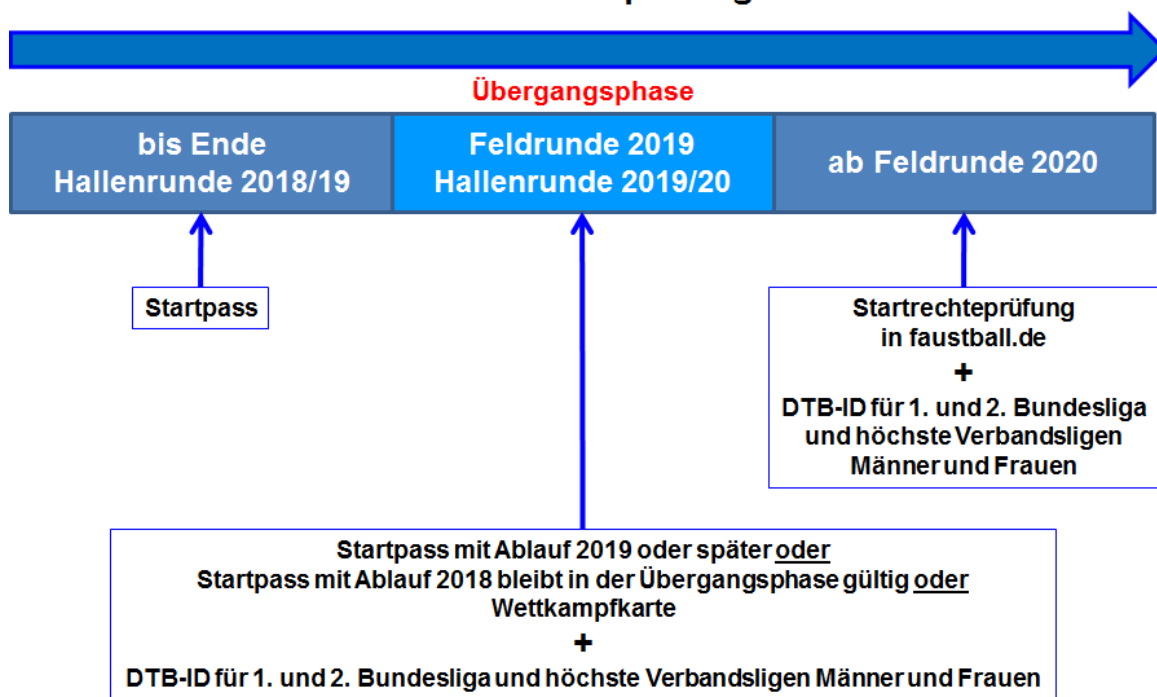 Übergangsphase
bis Ende
Hallenrunde 2018/19
Feldrunde 2019
Hallenrunde 2019/20
ab Feldrunde 2020
Startpass
Startrechteprüfung
in faustball.de
+
DTB-ID für 1. und 2. Bundesliga
und höchste Verbandsligen
Männer und Frauen
Startpass mit Ablauf 2019 oder später oder
Startpass mit Ablauf 2018 bleibt in der Übergangsphase gültig oder
Wettkampfkarte
+
DTB-ID für 1. und 2. Bundesliga und höchste Verbandsligen Männer und Frauen